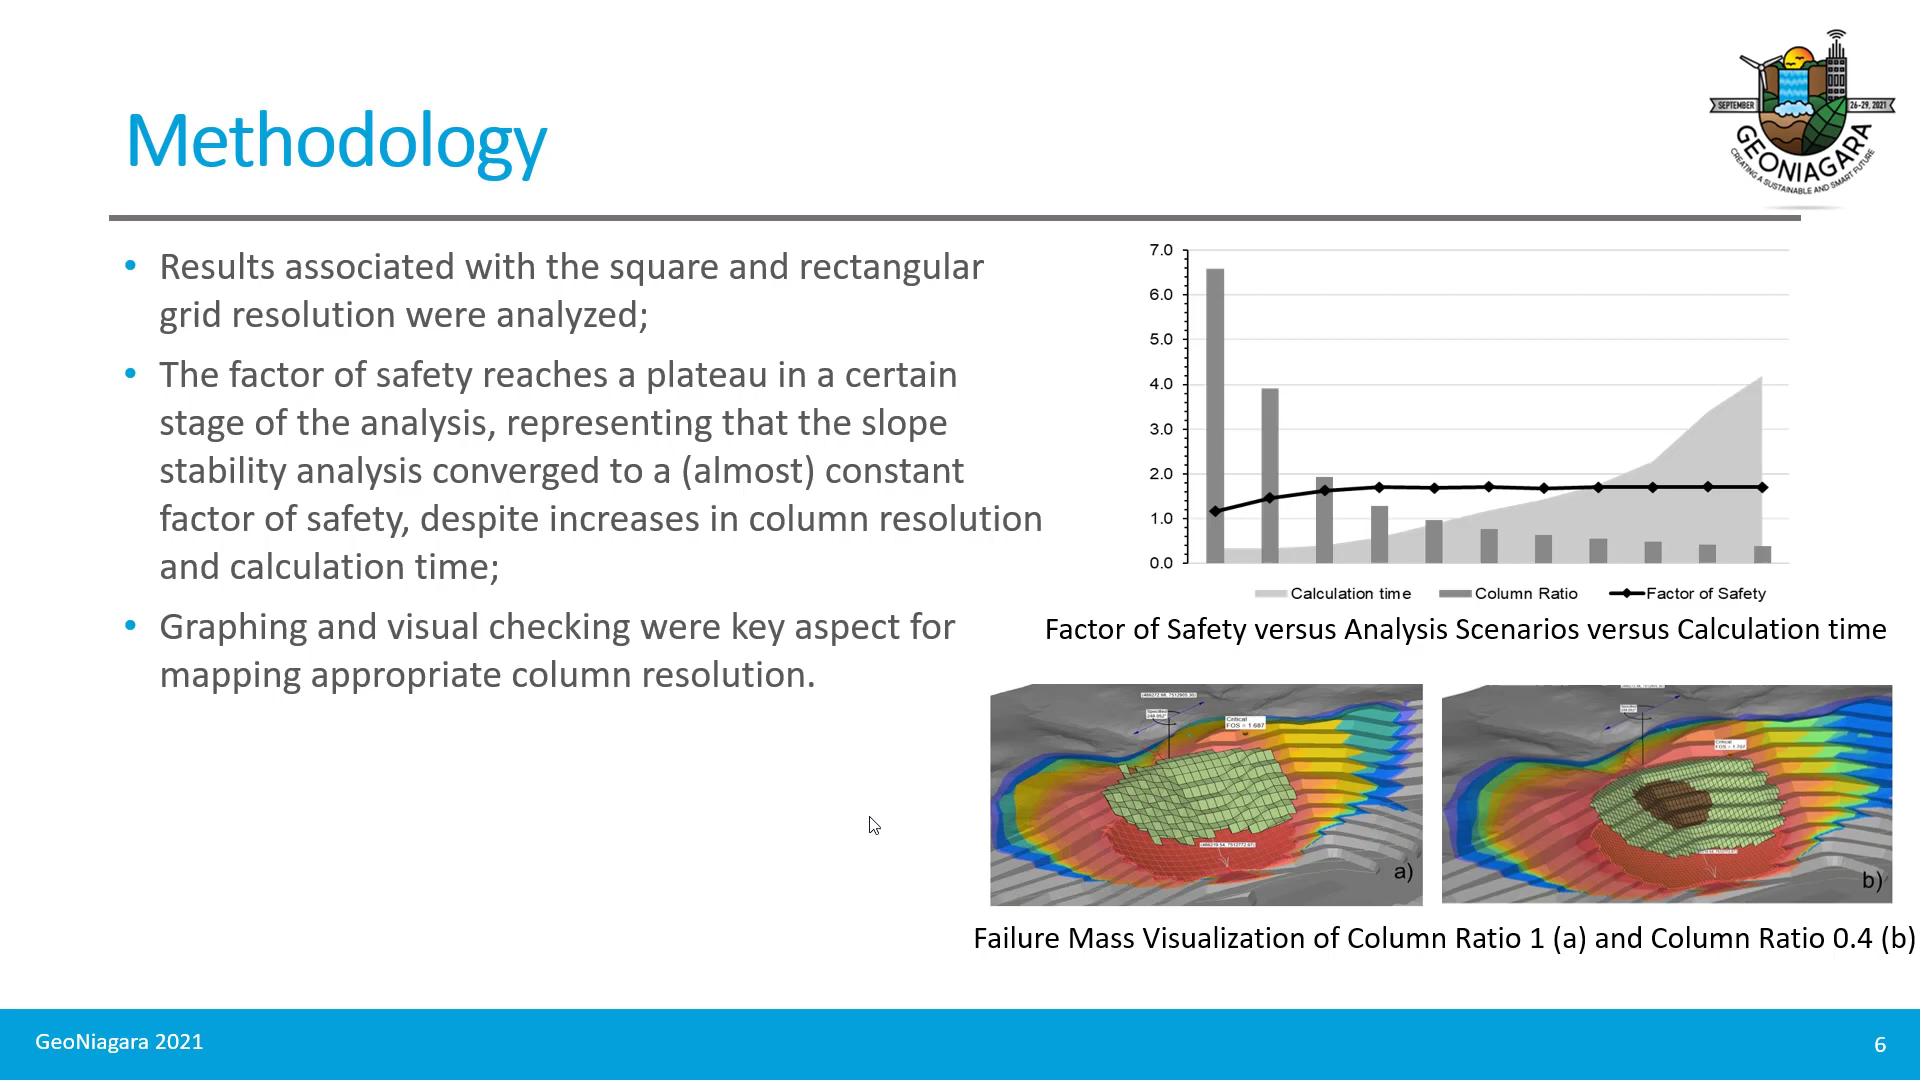 SEPTEMBER
26-29, 2021
GEONIAGARA
CREATING A SUSTAINABLE AND SMART FUTURE
Methodology
• Results associated with the square and rectangular
grid resolution were analyzed;
• The factor of safety reaches a plateau in a certain
stage of the analysis, representing that the slope
stability analysis converged to a (almost) constant
factor of safety, despite increases in column resolution
and calculation time;
• Graphing and visual checking were key aspect for
mapping appropriate column resolution.
7.0
6.0
5.0
4.0
3.0
2.0
1.0
0.0
Calculation time
Column Ratio
Factor of Safety
Factor of Safety versus Analysis Scenarios versus Calculation time
Critical
FOS = 1.687
a)
Critical
b)
Failure Mass Visualization of Column Ratio 1 (a) and Column Ratio 0.4 (b)
GeoNiagara 2021
6